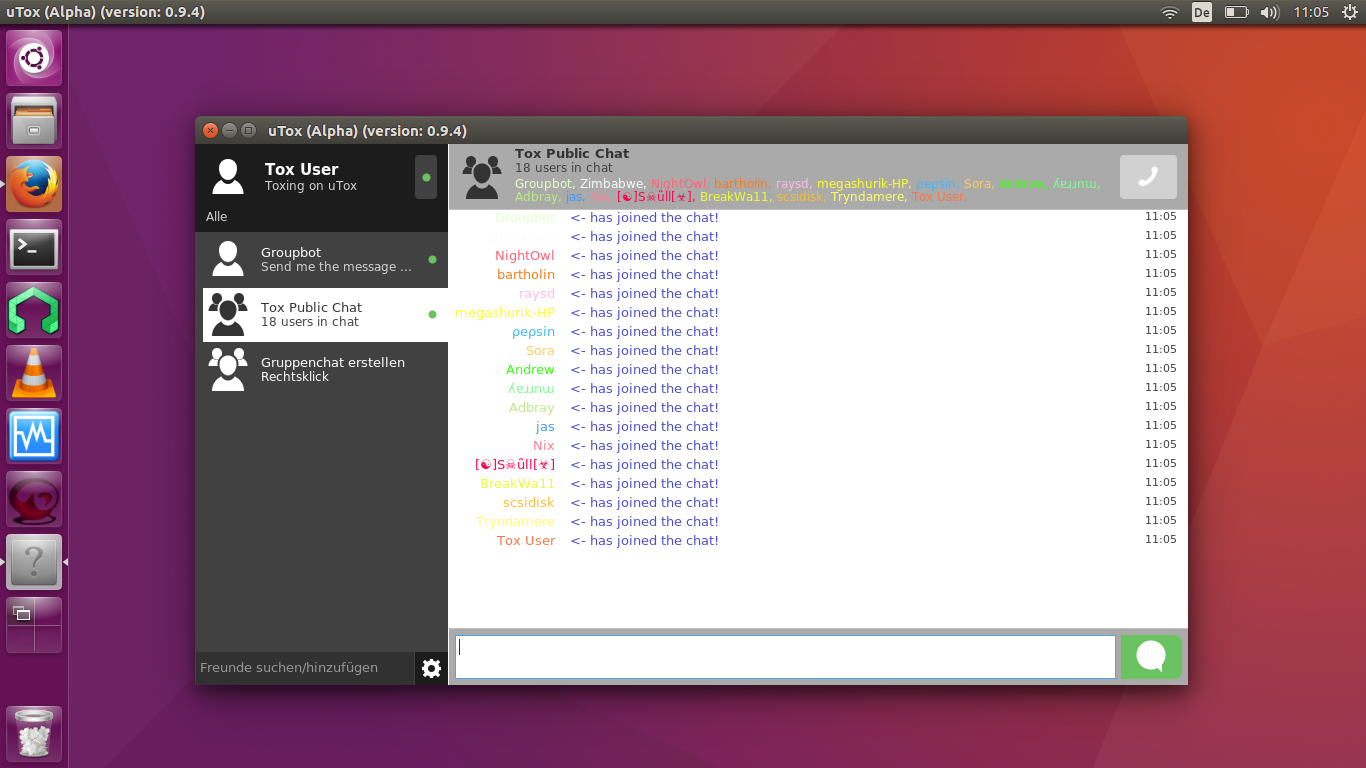 uTox (Alpha) (version: 0.9.4)
De
11:05
uTox (Alpha) (version: 0.9.4)
Tox User
Toxing on uTox
Alle
Groupbot
Send me the message ...
Tox Public Chat
18 users in chat
Gruppenchat erstellen
Rechtsklick
Freunde suchen/hinzufügen
Tox Public Chat
18 users in chat
Groupbot, Zimbabwe, NightOwl, bartholin, raysd, megashurik-HP, ρeρsin, Sora, Andrew, ʎɐɹɹnɯ,
Adbray, jas, Nix, [☯]S☠ůll[☣], BreakWa11, scsidisk, Tryndamere, Tox User,
Groupbot <- has joined the chat! 11:05
<- has joined the chat! 11:05
NightOwl <- has joined the chat! 11:05
bartholin <- has joined the chat! 11:05
raysd <- has joined the chat! 11:05
megashurik-HP <- has joined the chat! 11:05
ρeρsin <- has joined the chat! 11:05
Sora <- has joined the chat! 11:05
Andrew <- has joined the chat! 11:05
ʎɐɹɹnɯ <- has joined the chat! 11:05
Adbray <- has joined the chat! 11:05
jas <- has joined the chat! 11:05
Nix <- has joined the chat! 11:05
[☯]S☠ůll[☣] <- has joined the chat! 11:05
BreakWa11 <- has joined the chat! 11:05
scsidisk <- has joined the chat! 11:05
Tryndamere <- has joined the chat! 11:05
Tox User <- has joined the chat! 11:05